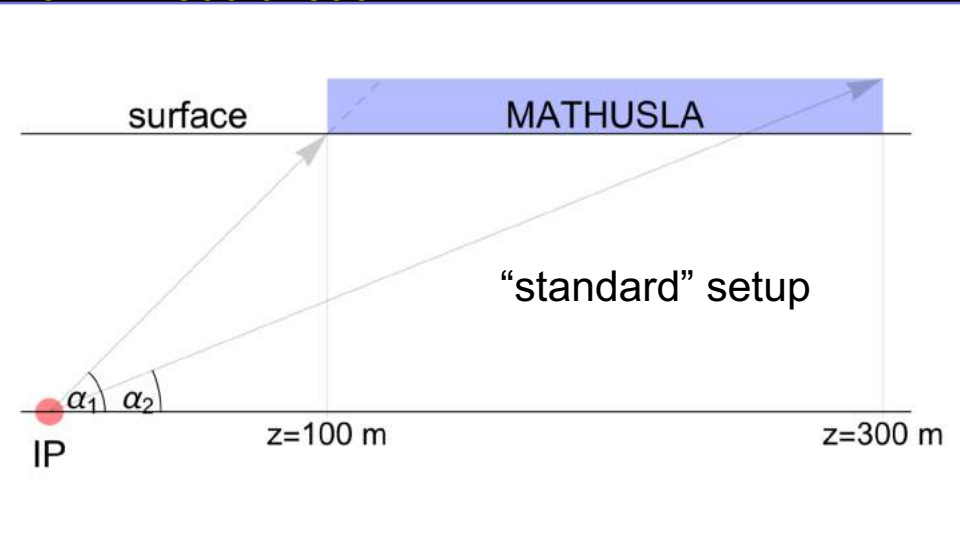 surface
MATHUSLA
“standard” setup
α1
α2
IP
z=100 m
z=300 m